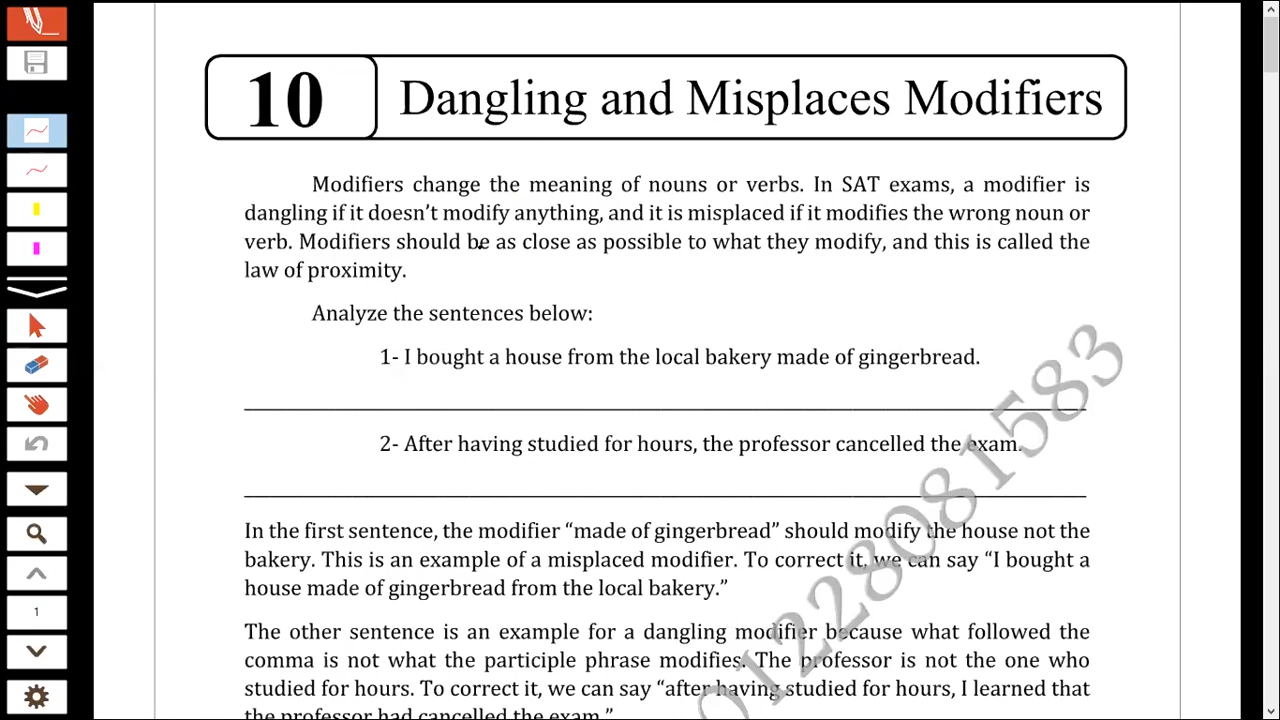 10
Dangling and Misplaces Modifiers
Modifiers change the meaning of nouns or verbs. In SAT exams, a modifier is
dangling if it doesn’t modify anything, and it is misplaced if it modifies the wrong noun or
verb. Modifiers should be as close as possible to what they modify, and this is called the
law of proximity.
Analyze the sentences below:
1- I bought a house from the local bakery made of gingerbread.
2- After having studied for hours, the professor cancelled the exam.
In the first sentence, the modifier “made of gingerbread” should modify the house not the
bakery. This is an example of a misplaced modifier. To correct it, we can say “I bought a
house made of gingerbread from the local bakery.”
The other sentence is an example for a dangling modifier because what followed the
comma is not what the participle phrase modifies. The professor is not the one who
studied for hours. To correct it, we can say “after having studied for hours, I learned that
the professor had cancelled the exam.”
01228081583
1